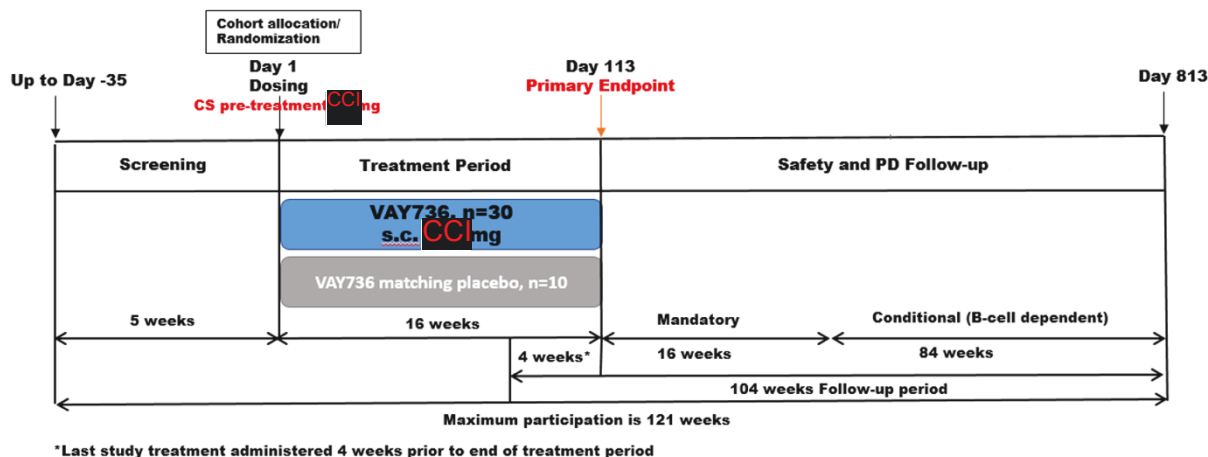 Cohort allocation/
Randomization
Up to Day -35
Day 1
Dosing
CS pre-treatment CCI mg
Day 113
Primary Endpoint
Day 813
Screening
Treatment Period
Safety and PD Follow-up
VAY736, n=30
s.c. CCI mg
VAY736 matching placebo, n=10
5 weeks
16 weeks
Mandatory
16 weeks
Conditional (B-cell dependent)
84 weeks
4 weeks*
104 weeks Follow-up period
Maximum participation is 121 weeks
*Last study treatment administered 4 weeks prior to end of treatment period